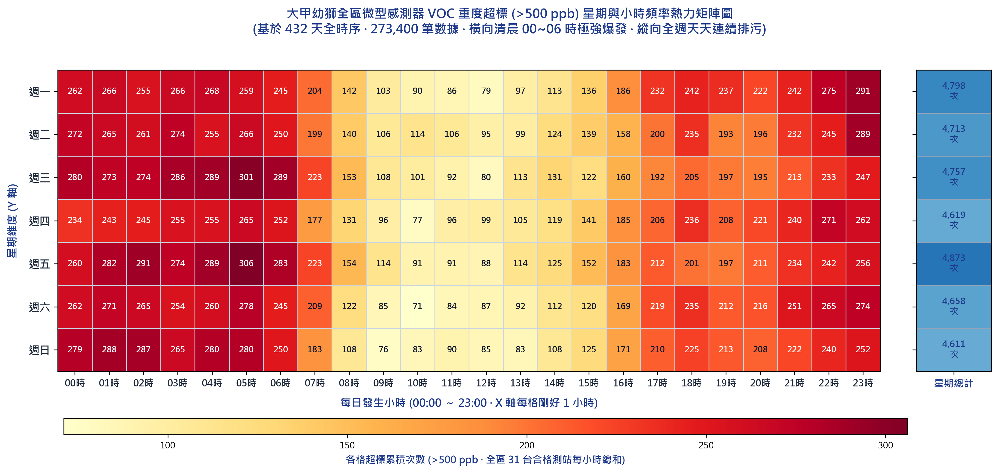 大甲幼獅全區微型感測器 VOC 重度超標 (>500 ppb) 星期與小時頻率熱力矩陣圖
(基於 432 天全時序 · 273,400 筆數據 · 橫向清晨 00~06 時極強爆發 · 縱向全週天天連續排污)
星期維度 (Y 軸)
週一 262 266 255 266 268 259 245 204 142 103 90 86 79 97 113 136 186 232 242 237 222 242 275 291 4,798 次
週二 272 265 261 274 255 266 250 199 140 106 114 106 95 99 124 139 158 200 235 193 196 232 245 289 4,713 次
週三 280 273 274 286 289 301 289 223 153 108 101 92 80 113 131 122 160 192 205 197 195 213 233 247 4,757 次
週四 234 243 245 255 255 265 252 177 131 96 77 96 99 105 119 141 185 206 236 208 221 240 271 262 4,619 次
週五 260 282 291 274 289 306 283 223 154 114 91 91 88 114 125 152 183 212 201 197 211 234 242 256 4,873 次
週六 262 271 265 254 260 278 245 209 122 85 71 84 87 92 112 120 169 219 235 212 216 251 265 274 4,658 次
週日 279 288 287 265 280 280 250 183 108 76 83 90 85 83 108 125 171 210 225 213 208 222 240 252 4,611 次
00時 01時 02時 03時 04時 05時 06時 07時 08時 09時 10時 11時 12時 13時 14時 15時 16時 17時 18時 19時 20時 21時 22時 23時 星期總計
每日發生小時 (00:00 ~ 23:00 · X 軸每格剛好 1 小時)
100 150 200 250 300
各格超標累積次數 (>500 ppb · 全區 31 台合格測站每小時總和)